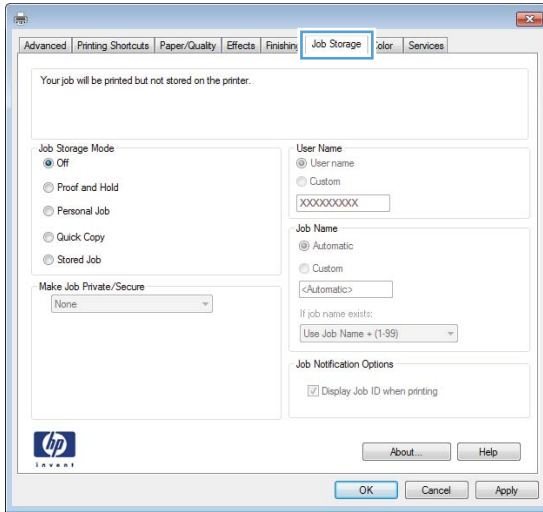 Advanced Printing Shortcuts Paper/Quality Effects Finishing Job Storage Color Services
Your job will be printed but not stored on the printer.
Job Storage Mode
Off
Proof and Hold
Personal Job
Quick Copy
Stored Job
Make Job Private/Secure
None
User Name
User name
Custom
XXXXXXXXX
Job Name
Automatic
Custom
<Automatic>
If job name exists:
Use Job Name + (1-99)
Job Notification Options
Display Job ID when printing
hp
invent
About... Help
OK Cancel Apply